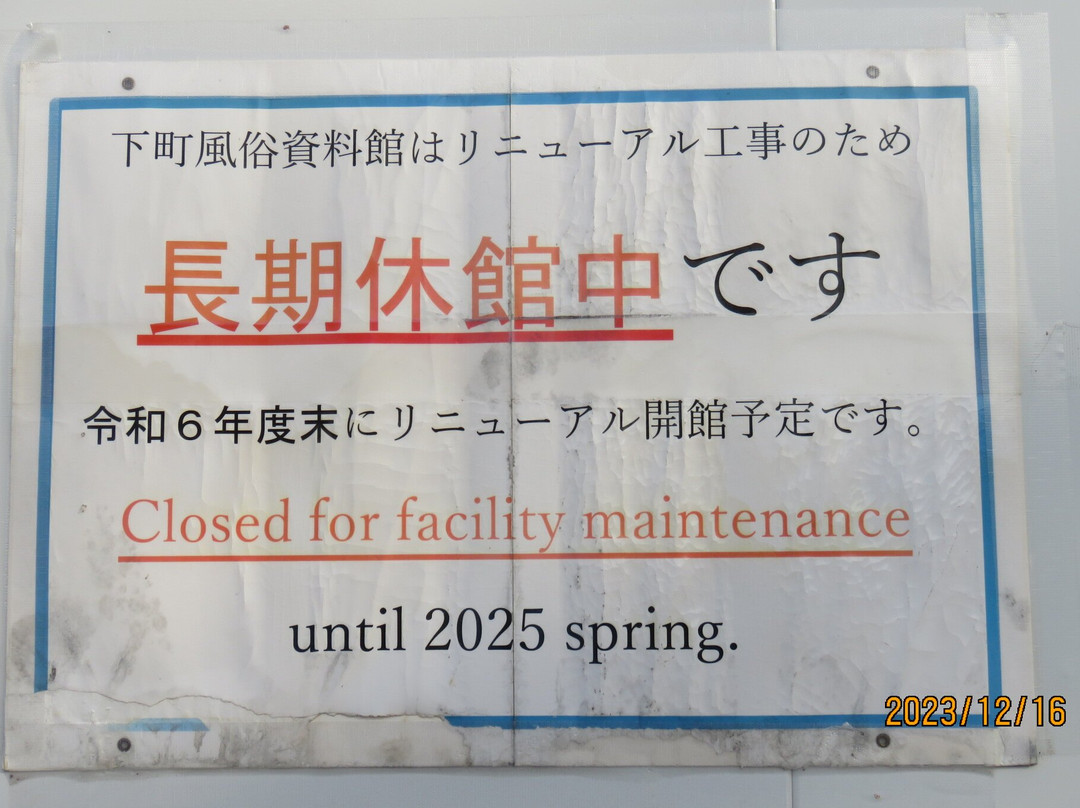 下町風俗資料館はリニューアル工事のため
長期休館中です
令和６年度末にリニューアル開館予定です。
Closed for facility maintenance
until 2025 spring.
2023/12/16